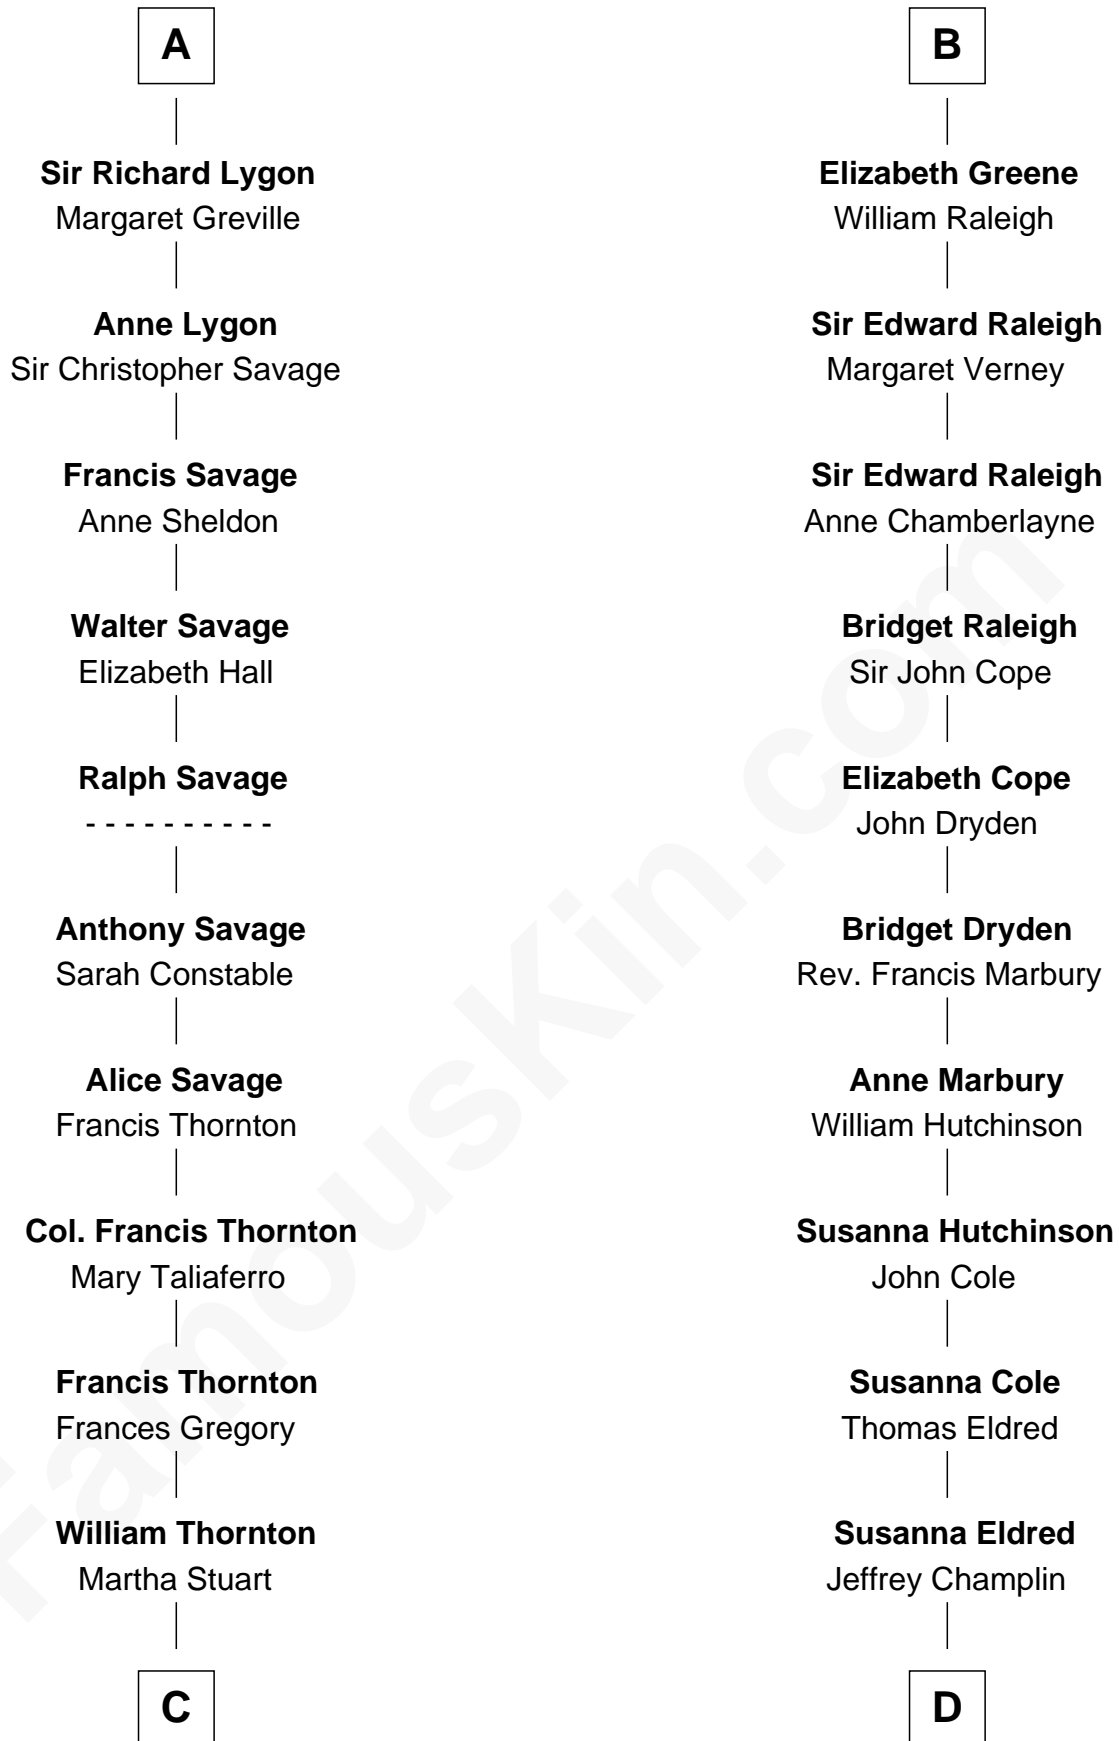 A
Sir Richard Lygon
Margaret Greville
Anne Lygon
Sir Christopher Savage
Francis Savage
Anne Sheldon
Walter Savage
Elizabeth Hall
Ralph Savage
- - - - - - - - - -
Anthony Savage
Sarah Constable
Alice Savage
Francis Thornton
Col. Francis Thornton
Mary Taliaferro
Francis Thornton
Frances Gregory
William Thornton
Martha Stuart
C
B
Elizabeth Greene
William Raleigh
Sir Edward Raleigh
Margaret Verney
Sir Edward Raleigh
Anne Chamberlayne
Bridget Raleigh
Sir John Cope
Elizabeth Cope
John Dryden
Bridget Dryden
Rev. Francis Marbury
Anne Marbury
William Hutchinson
Susanna Hutchinson
John Cole
Susanna Cole
Thomas Eldred
Susanna Eldred
Jeffrey Champlin
D
FamousKin.com